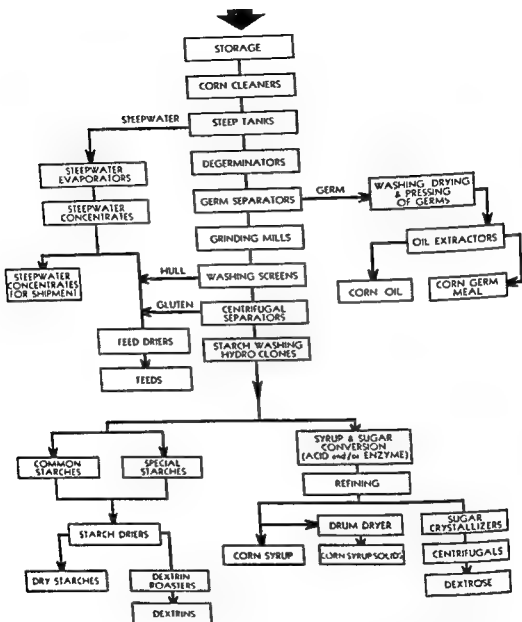 STORAGE
CORN CLEANERS
STEEPWATER
STEEP TANKS
DEGERMINATORS
STEEPWATER
EVAPORATORS
GERM SEPARATORS
GERM
WASHING DRYING
& PRESSING
OF GERMS
STEEPWATER
CONCENTRATES
GRINDING MILLS
OIL EXTRACTORS
STEEPWATER
CONCENTRATES
FOR SHIPMENT
HULL
WASHING SCREENS
CORN OIL
CORN GERM
MEAL
GLUTEN
CENTRIFUGAL
SEPARATORS
FEED DRIERS
STARCH WASHING
HYDRO CLONES
FEEDS
SYRUP & SUGAR
CONVERSION
(ACID and/or ENZYME)
COMMON
STARCHES
SPECIAL
STARCHES
REFINING
STARCH DRIERS
DRUM DRYER
SUGAR
CRYSTALLIZERS
CORN SYRUP
CORN SYRUP SOLIDS
CENTRIFUGALS
DRY STARCHES
DEXTRIN
ROASTERS
DEXTROSE
DEXTRINS